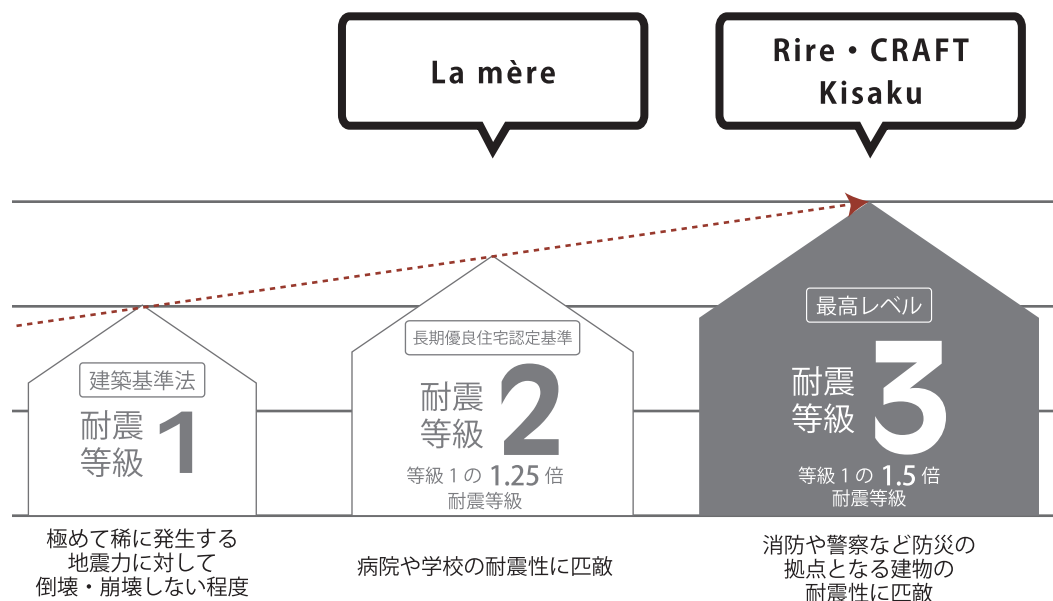 La mère
Rire・CRAFT
Kisaku
建築基準法
耐震
等級
1
極めて稀に発生する
地震力に対して
倒壊・崩壊しない程度
長期優良住宅認定基準
耐震
等級
2
等級1の1.25倍
耐震等級
病院や学校の耐震性に匹敵
最高レベル
耐震
等級
3
等級1の1.5倍
耐震等級
消防や警察など防災の
拠点となる建物の
耐震性に匹敵